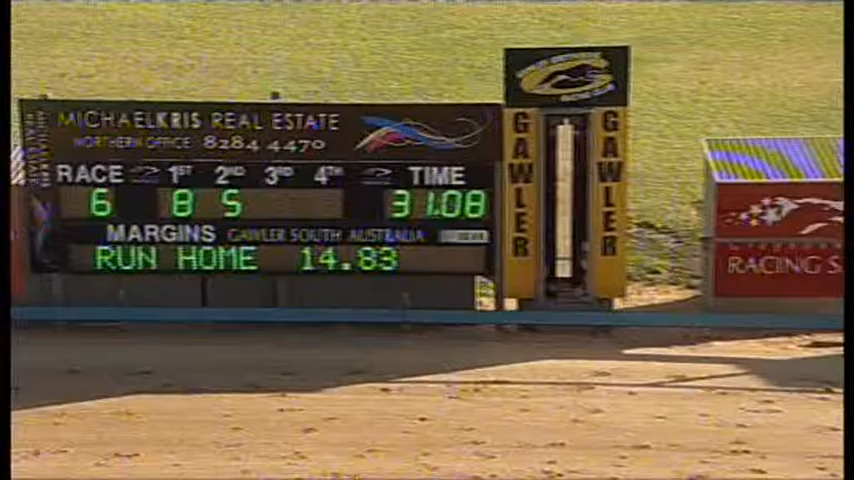 MICHAELKRIS REAL ESTATE
NORTHERN OFFICE 8284 4470
RACE 1ST 2ND 3RD 4TH TIME
6 8 5 31.08
MARGINS GAWLER SOUTH AUSTRALIA
RUN HOME 14.83
GAWLER
GAWLER
RACING S